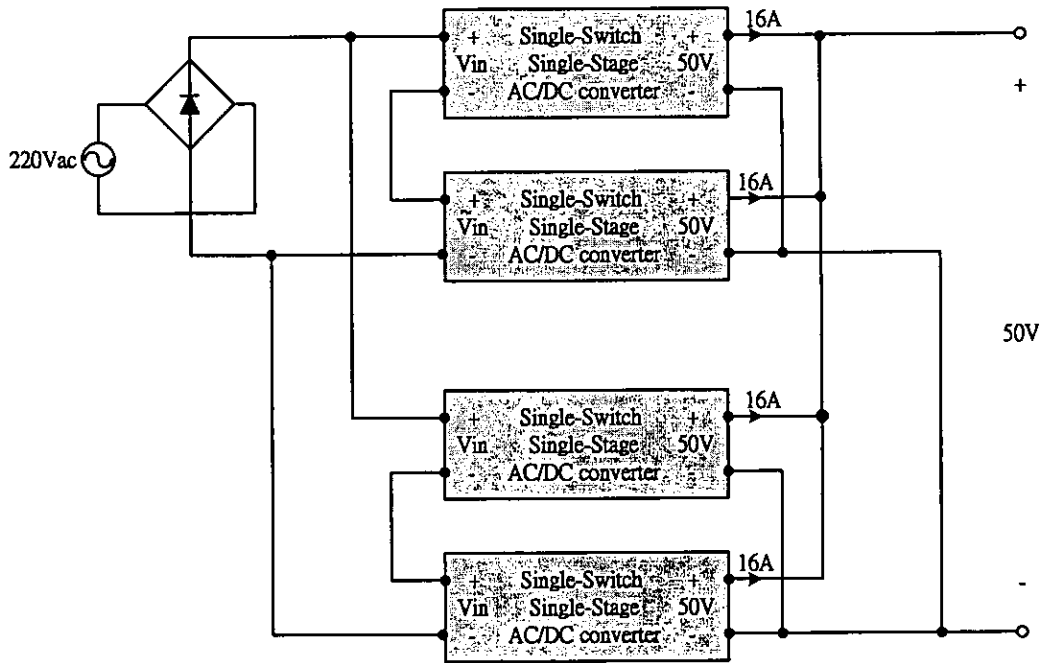 220Vac
+ Single-Switch +
Vin Single-Stage 50V
- AC/DC converter -
16A
+ Single-Switch +
Vin Single-Stage 50V
- AC/DC converter -
16A
+ Single-Switch +
Vin Single-Stage 50V
- AC/DC converter -
16A
+ Single-Switch +
Vin Single-Stage 50V
- AC/DC converter -
16A
+
50V
-